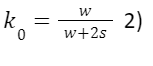 k₀ = w / (w+2s) 2)